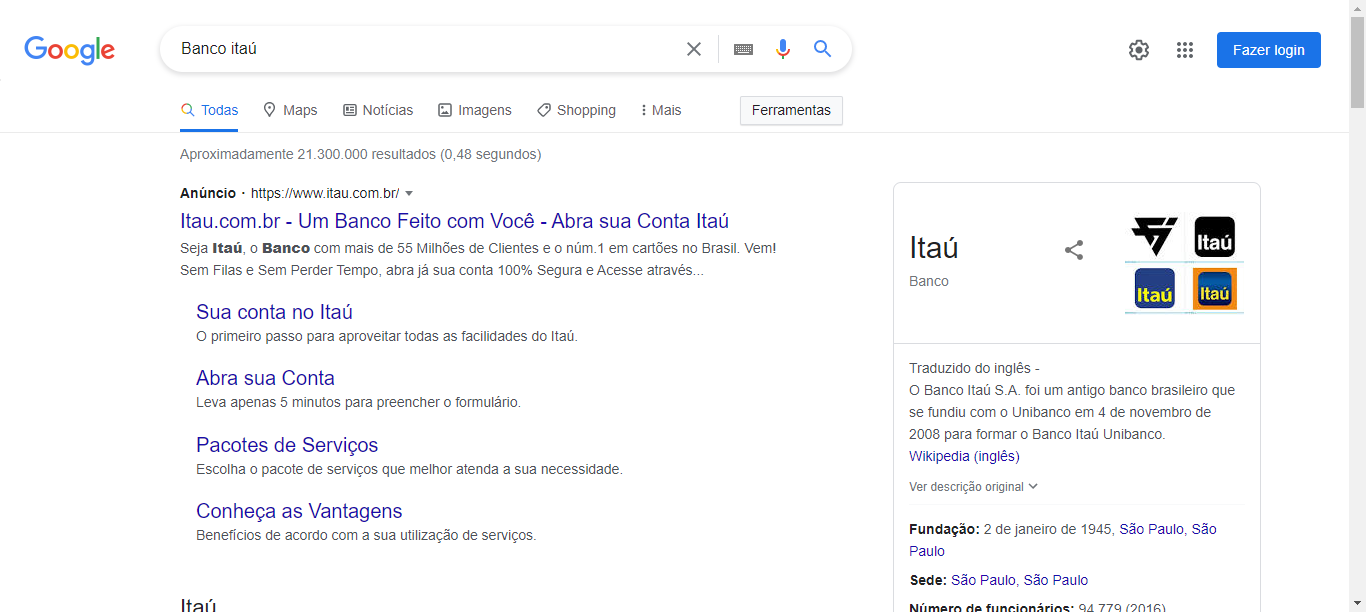 Google
Banco itaú
Fazer login
Todas
Maps
Notícias
Imagens
Shopping
Mais
Ferramentas
Aproximadamente 21.300.000 resultados (0,48 segundos)
Anúncio · https://www.itau.com.br/
Itau.com.br - Um Banco Feito com Você - Abra sua Conta Itaú
Seja Itaú, o Banco com mais de 55 Milhões de Clientes e o núm.1 em cartões no Brasil. Vem!
Sem Filas e Sem Perder Tempo, abra já sua conta 100% Segura e Acesse através...
Sua conta no Itaú
O primeiro passo para aproveitar todas as facilidades do Itaú.
Abra sua Conta
Leva apenas 5 minutos para preencher o formulário.
Pacotes de Serviços
Escolha o pacote de serviços que melhor atenda a sua necessidade.
Conheça as Vantagens
Benefícios de acordo com a sua utilização de serviços.
Itaú
Itaú
Banco
Itaú
Itaú
Itaú
Traduzido do inglês -
O Banco Itaú S.A. foi um antigo banco brasileiro que
se fundiu com o Unibanco em 4 de novembro de
2008 para formar o Banco Itaú Unibanco.
Wikipedia (inglês)
Ver descrição original
Fundação: 2 de janeiro de 1945, São Paulo, São
Paulo
Sede: São Paulo, São Paulo
Número de funcionários: 94.779 (2016)